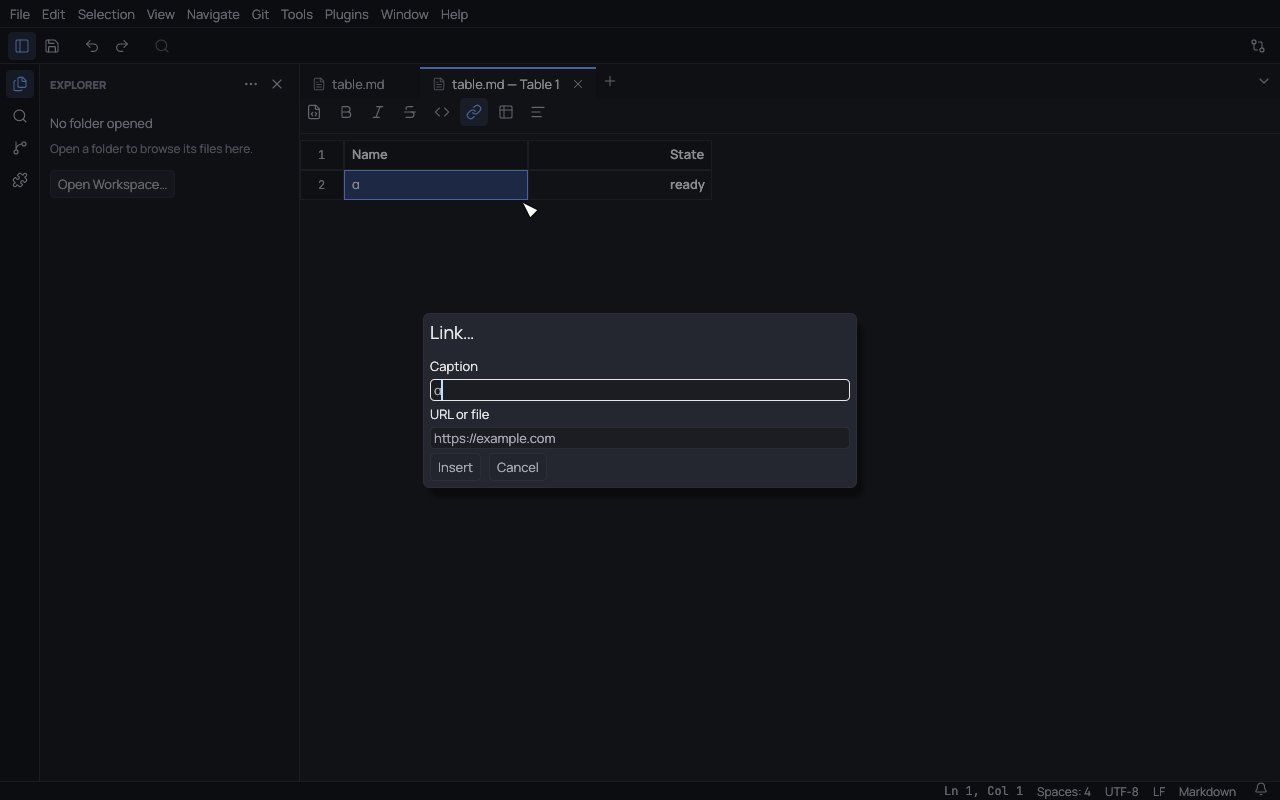 File Edit Selection View Navigate Git Tools Plugins Window Help
EXPLORER
No folder opened
Open a folder to browse its files here.
Open Workspace...
table.md
table.md — Table 1
1 Name State
2 a ready
Link...
Caption
a
URL or file
https://example.com
Insert Cancel
Ln 1, Col 1 Spaces: 4 UTF-8 LF Markdown